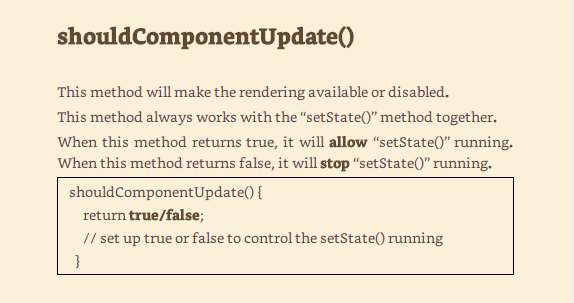 shouldComponentUpdate()
This method will make the rendering available or disabled.
This method always works with the “setState()” method together.
When this method returns true, it will allow “setState()” running.
When this method returns false, it will stop “setState()” running.
shouldComponentUpdate() {
return true/false;
// set up true or false to control the setState() running
}